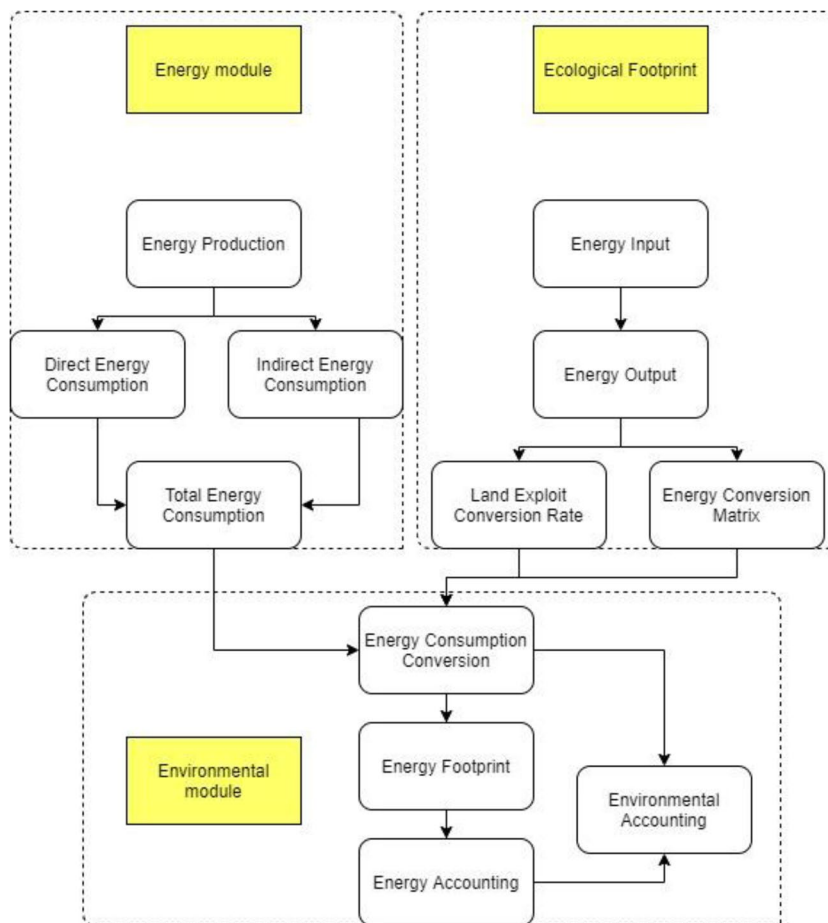 Energy module
Ecological Footprint
Energy Production
Energy Input
Direct Energy
Consumption
Indirect Energy
Consumption
Energy Output
Total Energy
Consumption
Land Exploit
Conversion Rate
Energy Conversion
Matrix
Energy Consumption
Conversion
Environmental
module
Energy Footprint
Environmental
Accounting
Energy Accounting